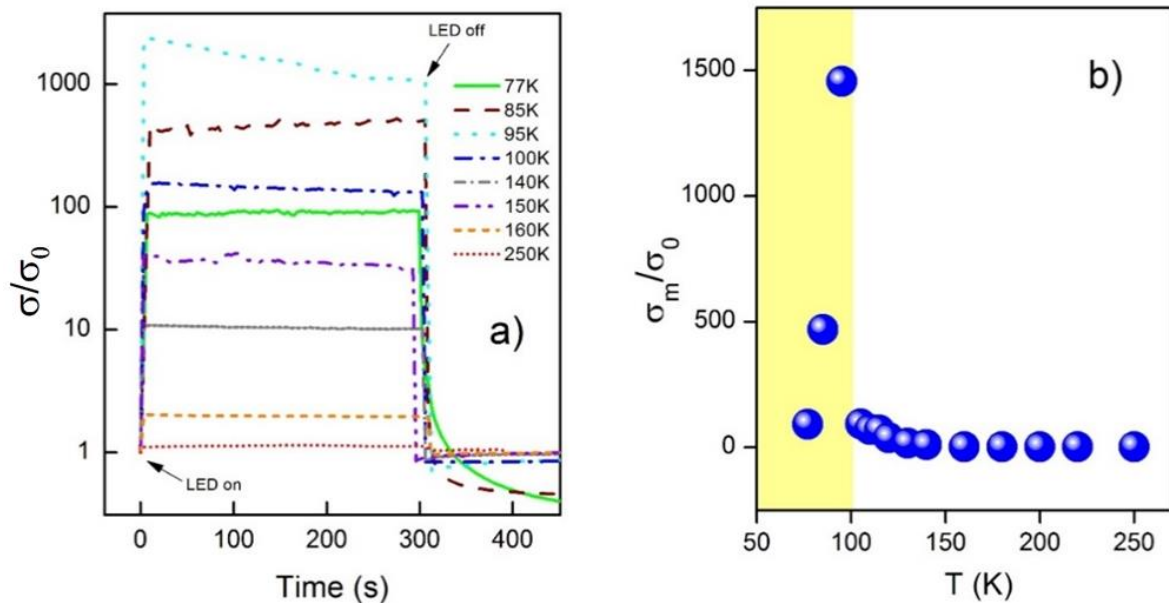 LED off
1000
100
10
1
σ/σ₀
77K
85K
95K
100K
140K
150K
160K
250K
a)
LED on
0
100
200
300
400
Time (s)
b)
1500
1000
500
0
σₘ/σ₀
50
100
150
200
250
T (K)